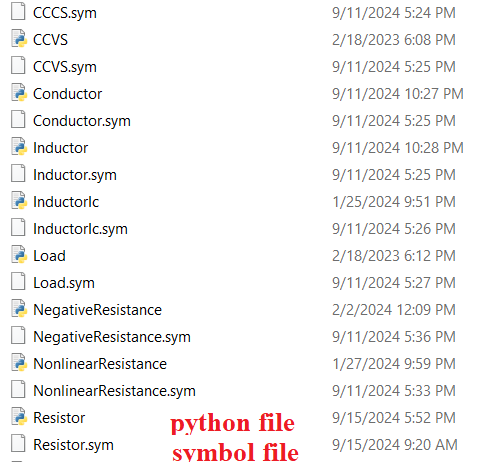 CCCS.sym 9/11/2024 5:24 PM
CCVS 2/18/2023 6:08 PM
CCVS.sym 9/11/2024 5:25 PM
Conductor 9/11/2024 10:27 PM
Conductor.sym 9/11/2024 5:25 PM
Inductor 9/11/2024 10:28 PM
Inductor.sym 9/11/2024 5:25 PM
InductorIc 1/25/2024 9:51 PM
InductorIc.sym 9/11/2024 5:26 PM
Load 2/18/2023 6:12 PM
Load.sym 9/11/2024 5:27 PM
NegativeResistance 2/2/2024 12:09 PM
NegativeResistance.sym 9/11/2024 5:36 PM
NonlinearResistance 1/27/2024 9:59 PM
NonlinearResistance.sym 9/11/2024 5:33 PM
Resistor python file 9/15/2024 5:52 PM
Resistor.sym symbol file 9/15/2024 9:20 AM